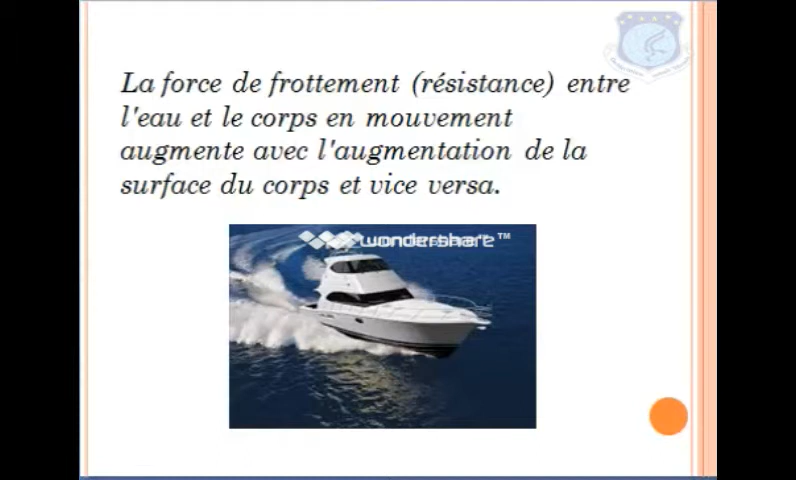 La force de frottement (résistance) entre
l'eau et le corps en mouvement
augmente avec l'augmentation de la
surface du corps et vice versa.
wondershare™